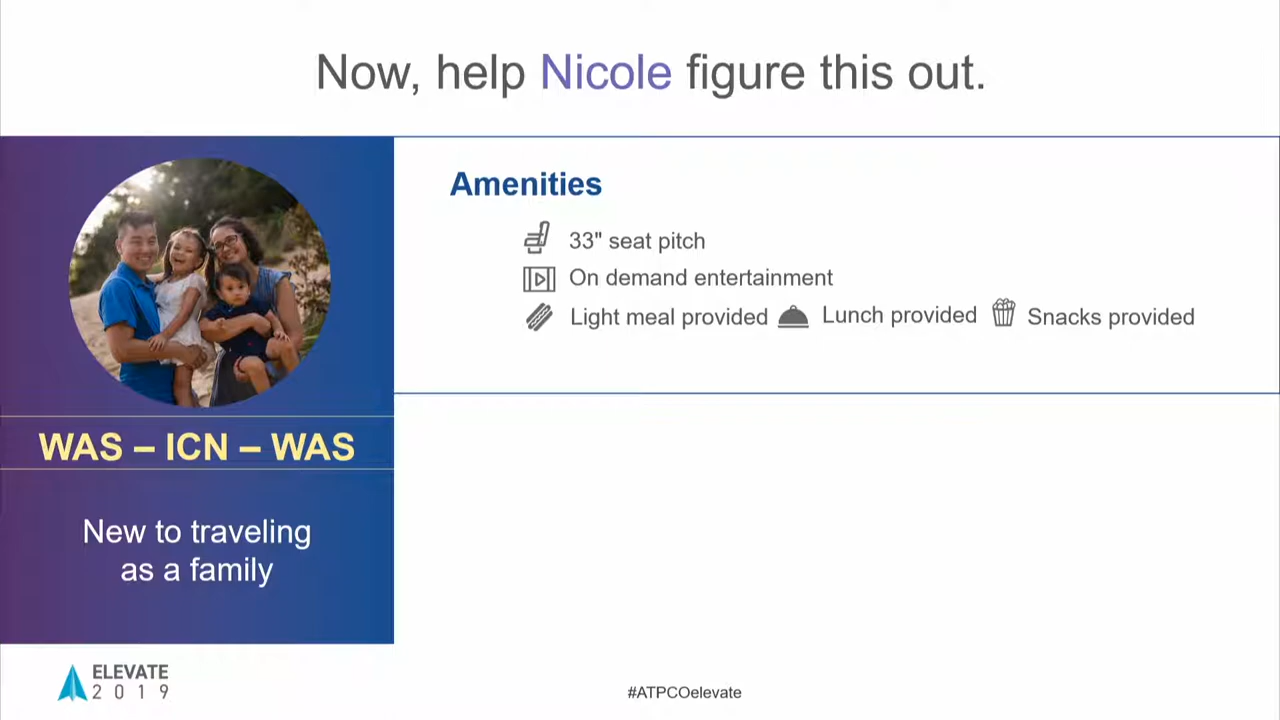 Now, help Nicole figure this out.
Amenities
33" seat pitch
On demand entertainment
Light meal provided Lunch provided Snacks provided
WAS – ICN – WAS
New to traveling
as a family
ELEVATE
2019
#ATPCOelevate